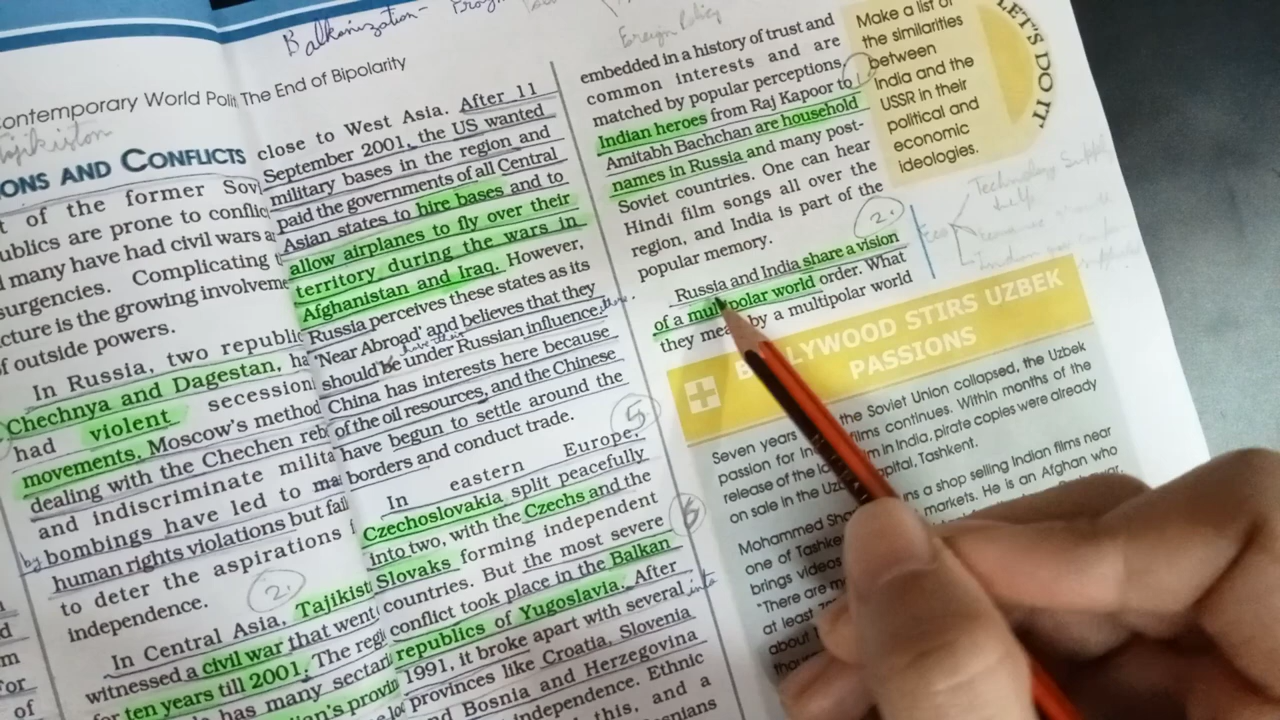 Balkanization-
Foreign Policy
Contemporary World Polit
The End of Bipolarity
Tajikiston
ONS AND CONFLICTS
t of the former Sov
ublics are prone to conflic
l many have had civil wars a
surgencies. Complicating t
cture is the growing involveme
of outside powers.
In Russia, two republi
Chechnya and Dagestan, ha
had violent secession
movements. Moscow's method
dealing with the Chechen reb
and indiscriminate milita
bombings have led to ma
by
human rights violations but fail
to deter the aspirations
independence.
2.
In Central Asia, Tajikist
witnessed a civil war that went
ten years till 2001. The regi
has many sectari
close to West Asia. After 11
September 2001, the US wanted
military bases in the region and
paid the governments of all Central
Asian states to hire bases and to
allow airplanes to fly over their
territory during the wars in
Afghanistan and Iraq. However,
Russia perceives these states as its
'Near Abroad' and believes that they
should be under Russian influence.
China has interests here because
of the oil resources, and the Chinese
have begun to settle around the
borders and conduct trade.
5.
In eastern Europe,
Czechoslovakia split peacefully
into two, with the Czechs and the
Slovaks forming independent
countries. But the most severe
6
conflict took place in the Balkan
republics of Yugoslavia. After
1991, it broke apart with several
into
provinces like Croatia, Slovenia
and Bosnia and Herzegovina
independence. Ethnic
this, and a
embedded in a history of trust and
common interests and are
matched by popular perceptions.
Indian heroes from Raj Kapoor to
Amitabh Bachchan are household
names in Russia and many post-
Soviet countries. One can hear
Hindi film songs all over the
region, and India is part of the
popular memory.
2.
Russia and India share a vision
of a multipolar world order. What
they mean by a multipolar world
LET'S DO IT
Make a list of
the similarities
between
India and the
USSR in their
political and
economic
ideologies.
Technology
Eco
YWOOD STIRS UZBEK
PASSIONS
Seven years the Soviet Union collapsed, the Uzbek
passion for In films continues. Within months of the
release of the la m in India, pirate copies were already
on sale in the Uz apital, Tashkent.
Mohammed Sha ns a shop selling Indian films near
one of Tashke markets. He is an Afghan who
brings videos
"There are m
at least
about